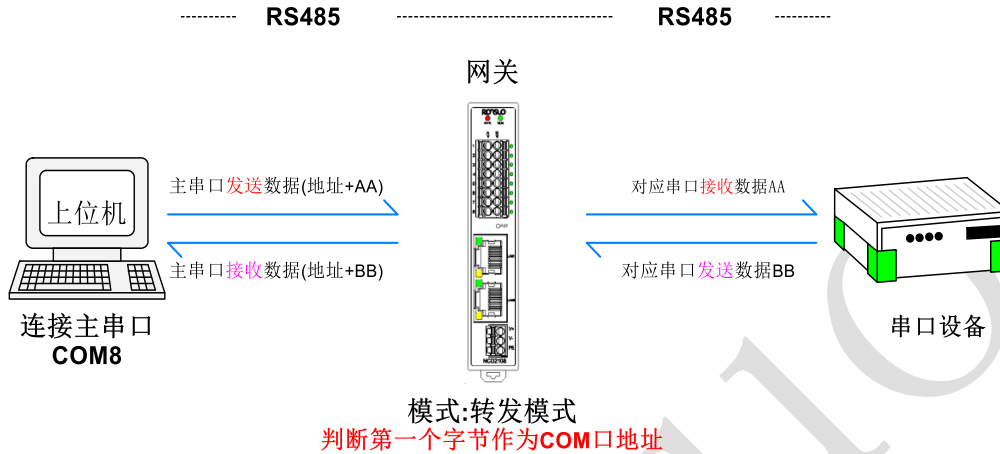 RS485
RS485
网关
主串口发送数据(地址+AA)
对应串口接收数据AA
上位机
主串口接收数据(地址+BB)
对应串口发送数据BB
V+
V-
PE
NCD2108
连接主串口
COM8
串口设备
模式:转发模式
判断第一个字节作为COM口地址